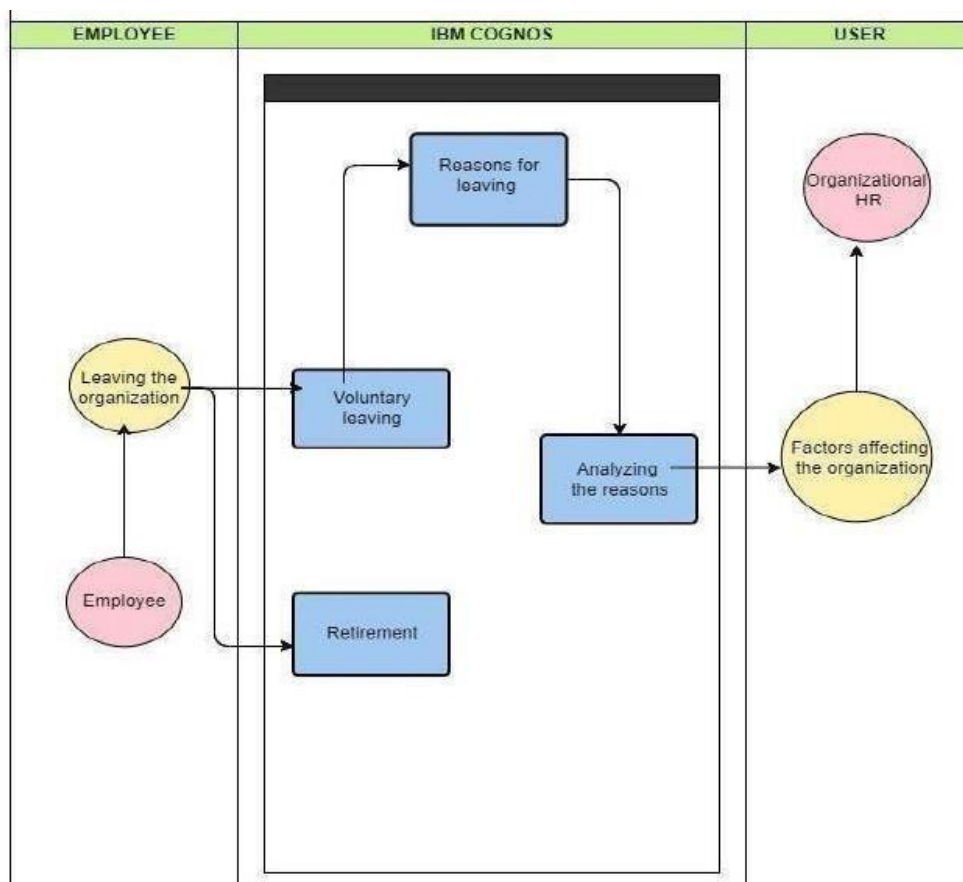 EMPLOYEE
IBM COGNOS
USER
Reasons for
leaving
Organizational
HR
Leaving the
organization
Voluntary
leaving
Analyzing
the reasons
Factors affecting
the organization
Employee
Retirement